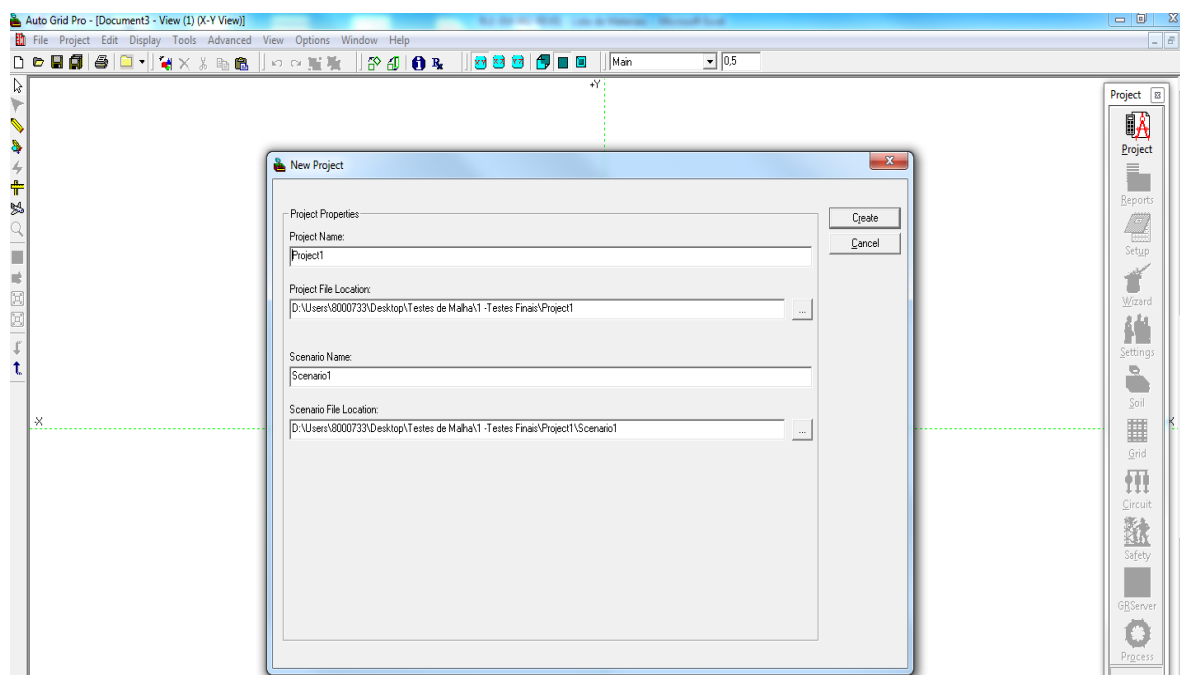 Auto Grid Pro - [Document3 - View (1) (X-Y View)]
File Project Edit Display Tools Advanced View Options Window Help
Main 0,5
+Y
-X
Project
Project
Reports
Setup
Wizard
Settings
Soil
Grid
Circuit
Safety
GRServer
Process
New Project
Project Properties
Project Name:
Project1
Project File Location:
D:\Users\8000733\Desktop\Testes de Malha\1 -Testes Finais\Project1
...
Scenario Name:
Scenario1
Scenario File Location:
D:\Users\8000733\Desktop\Testes de Malha\1 -Testes Finais\Project1\Scenario1
...
Create
Cancel